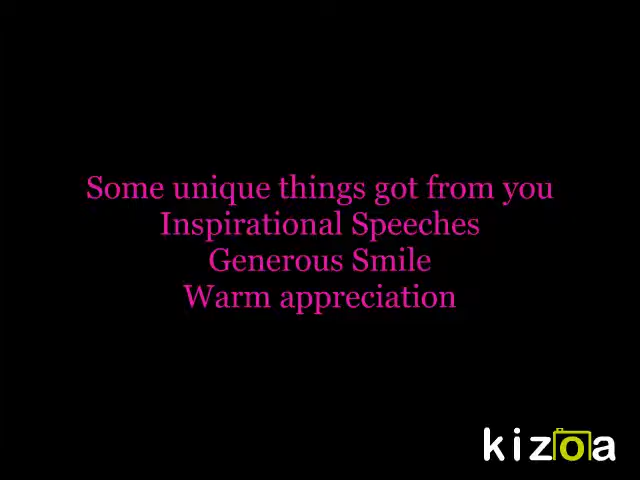 Some unique things got from you
Inspirational Speeches
Generous Smile
Warm appreciation
kizoa